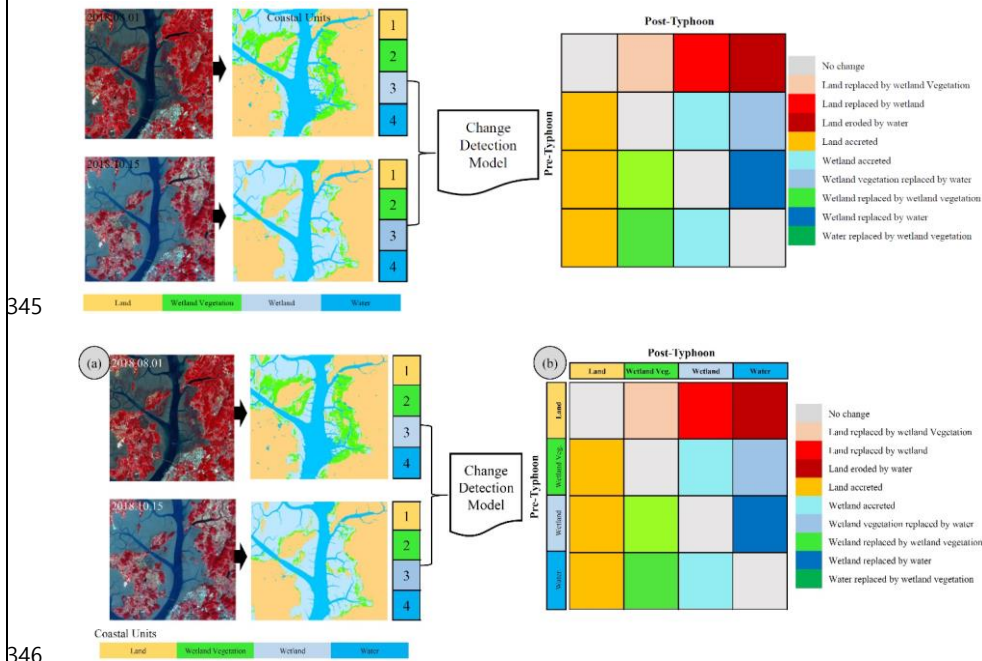 2018.08.01
Coastal Units
1
2
3
4
2018.10.15
1
2
3
4
Change
Detection
Model
Post-Typhoon
Pre-Typhoon
No change
Land replaced by wetland Vegetation
Land replaced by wetland
Land eroded by water
Land accreted
Wetland accreted
Wetland vegetation replaced by water
Wetland replaced by wetland vegetation
Wetland replaced by water
Water replaced by wetland vegetation
Land Wetland Vegetation Wetland Water
345
(a)
2018.08.01
1
2
3
4
2018.10.15
1
2
3
4
Change
Detection
Model
(b)
Post-Typhoon
Land Wetland Veg. Wetland Water
Pre-Typhoon
Land
Wetland Veg.
Wetland
Water
No change
Land replaced by wetland Vegetation
Land replaced by wetland
Land eroded by water
Land accreted
Wetland accreted
Wetland vegetation replaced by water
Wetland replaced by wetland vegetation
Wetland replaced by water
Water replaced by wetland vegetation
Coastal Units
Land Wetland Vegetation Wetland Water
346